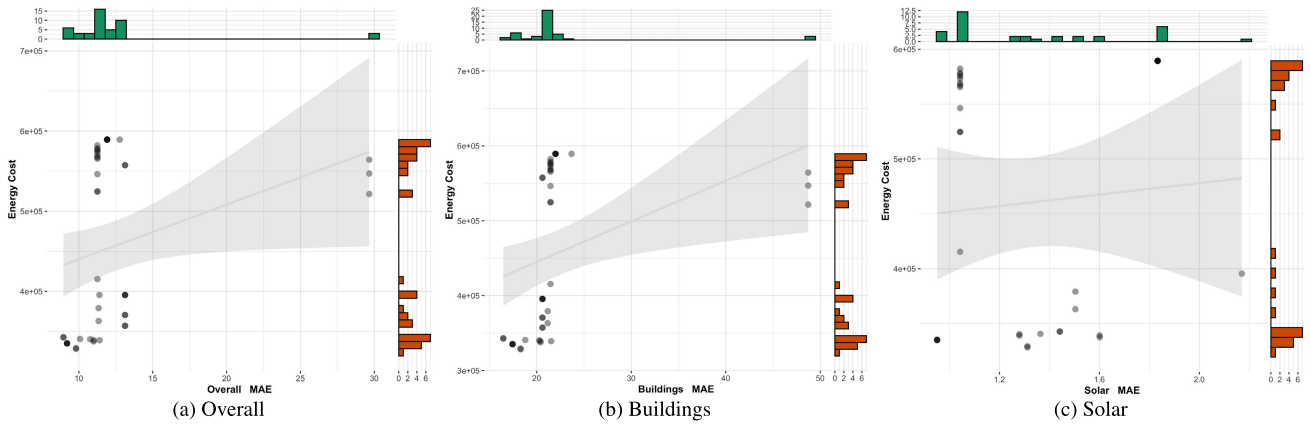 15
10
5
0
7e+05
6e+05
5e+05
4e+05
Energy Cost
10
15
20
25
30
0 2 4 6
Overall MAE
(a) Overall
25
20
15
10
5
0
7e+05
6e+05
5e+05
4e+05
3e+05
Energy Cost
20
30
40
50
0 2 4 6
Buildings MAE
(b) Buildings
12.5
10.0
7.5
5.0
2.5
0.0
6e+05
5e+05
4e+05
Energy Cost
1.2
1.6
2.0
0 2 4 6
Solar MAE
(c) Solar